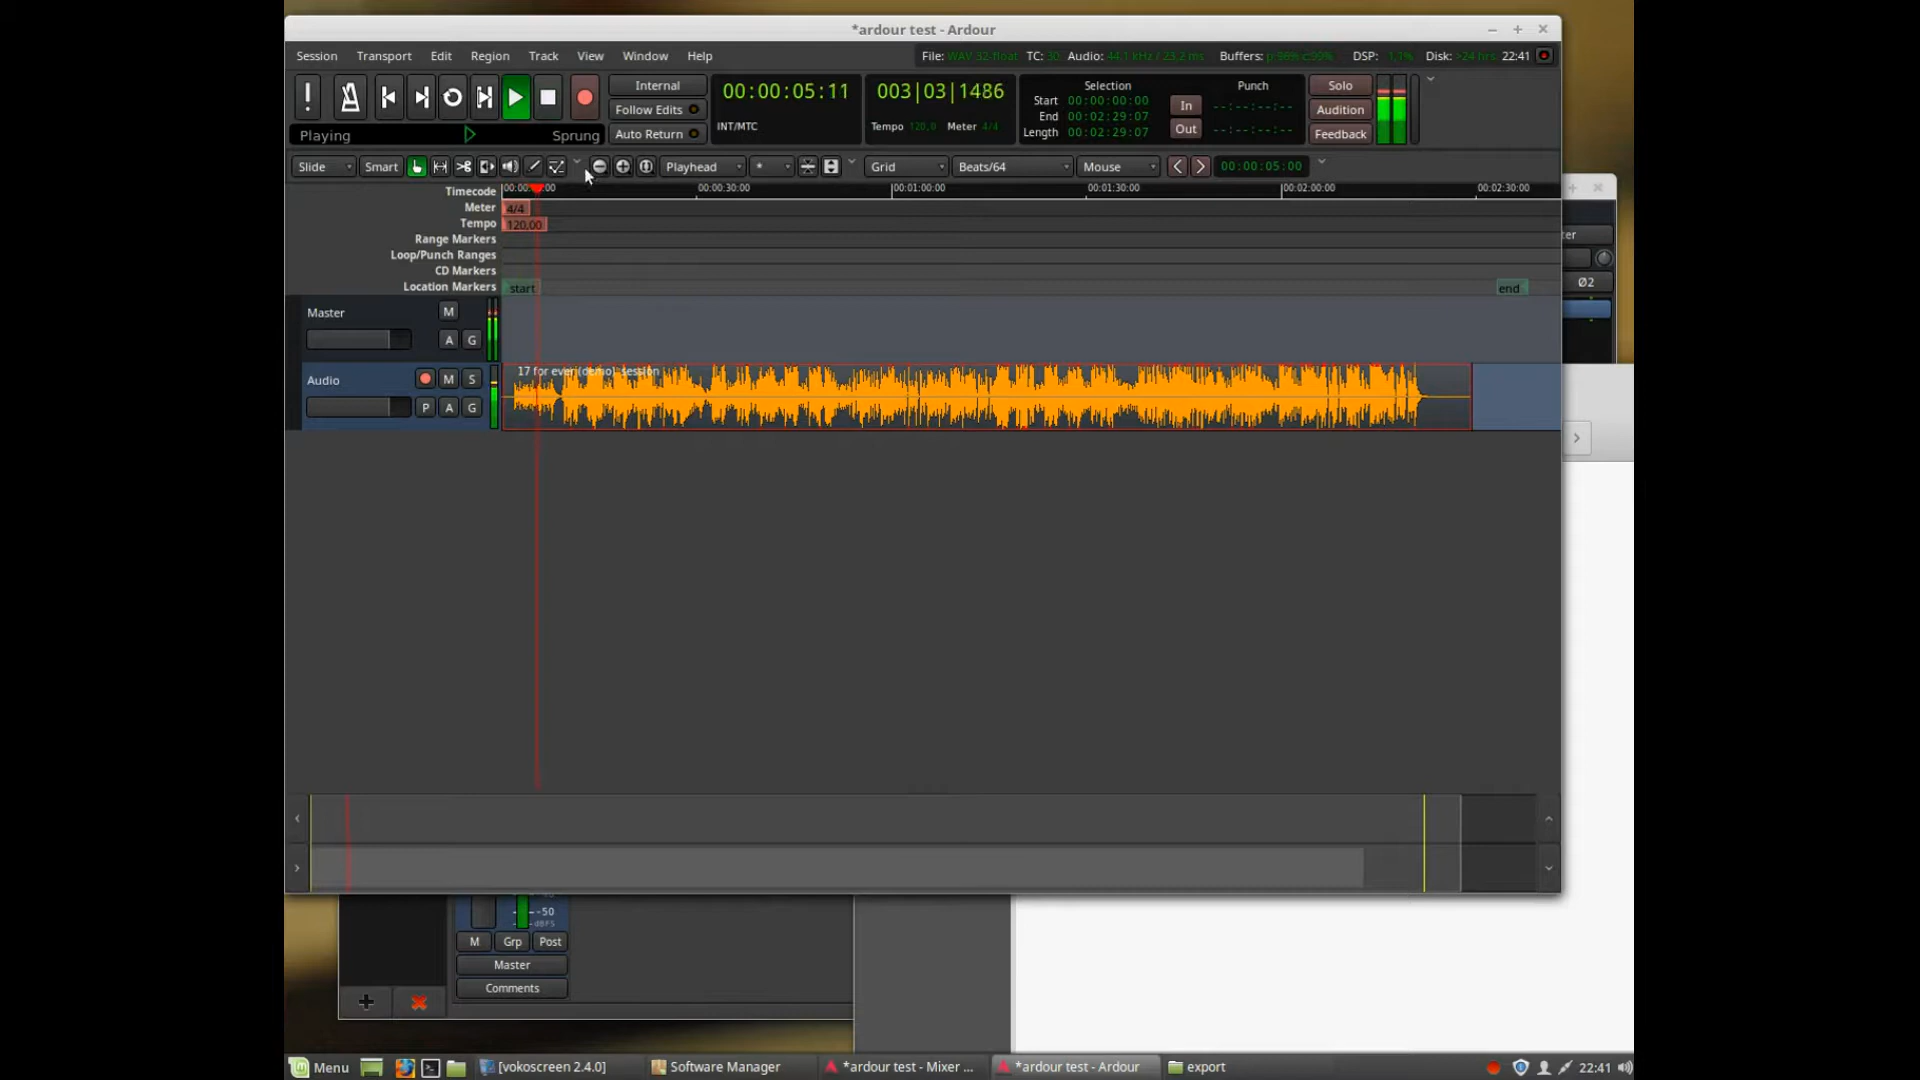 *ardour test - Ardour
Session Transport Edit Region Track View Window Help
File: WAV 32-float TC: 30 Audio: 44,1 kHz / 23,2 ms Buffers: p:98% c:99% DSP: 1,1% Disk: >24 hrs 22:41
Internal
Follow Edits
Auto Return
Playing
Sprung
00:00:05:11
INT/MTC
003|03|1486
Tempo 120,0 Meter 4/4
Selection
Start 00:00:00:00
End 00:02:29:07
Length 00:02:29:07
Punch
In --:--:--:--
Out --:--:--:--
Solo
Audition
Feedback
Slide Smart Playhead * Grid Beats/64 Mouse 00:00:05:00
Timecode
00:00:30:00 00:01:00:00 00:01:30:00 00:02:00:00 00:02:30:00
Meter 4/4
Tempo 120,00
Range Markers
Loop/Punch Ranges
CD Markers
Location Markers start end
Master M
A G
Audio M S
P A G
17 for ever (demo)_session
Ø2
-50
dBFS
M Grp Post
Master
Comments
Menu [vokoscreen 2.4.0] Software Manager *ardour test - Mixer ... *ardour test - Ardour export 22:41